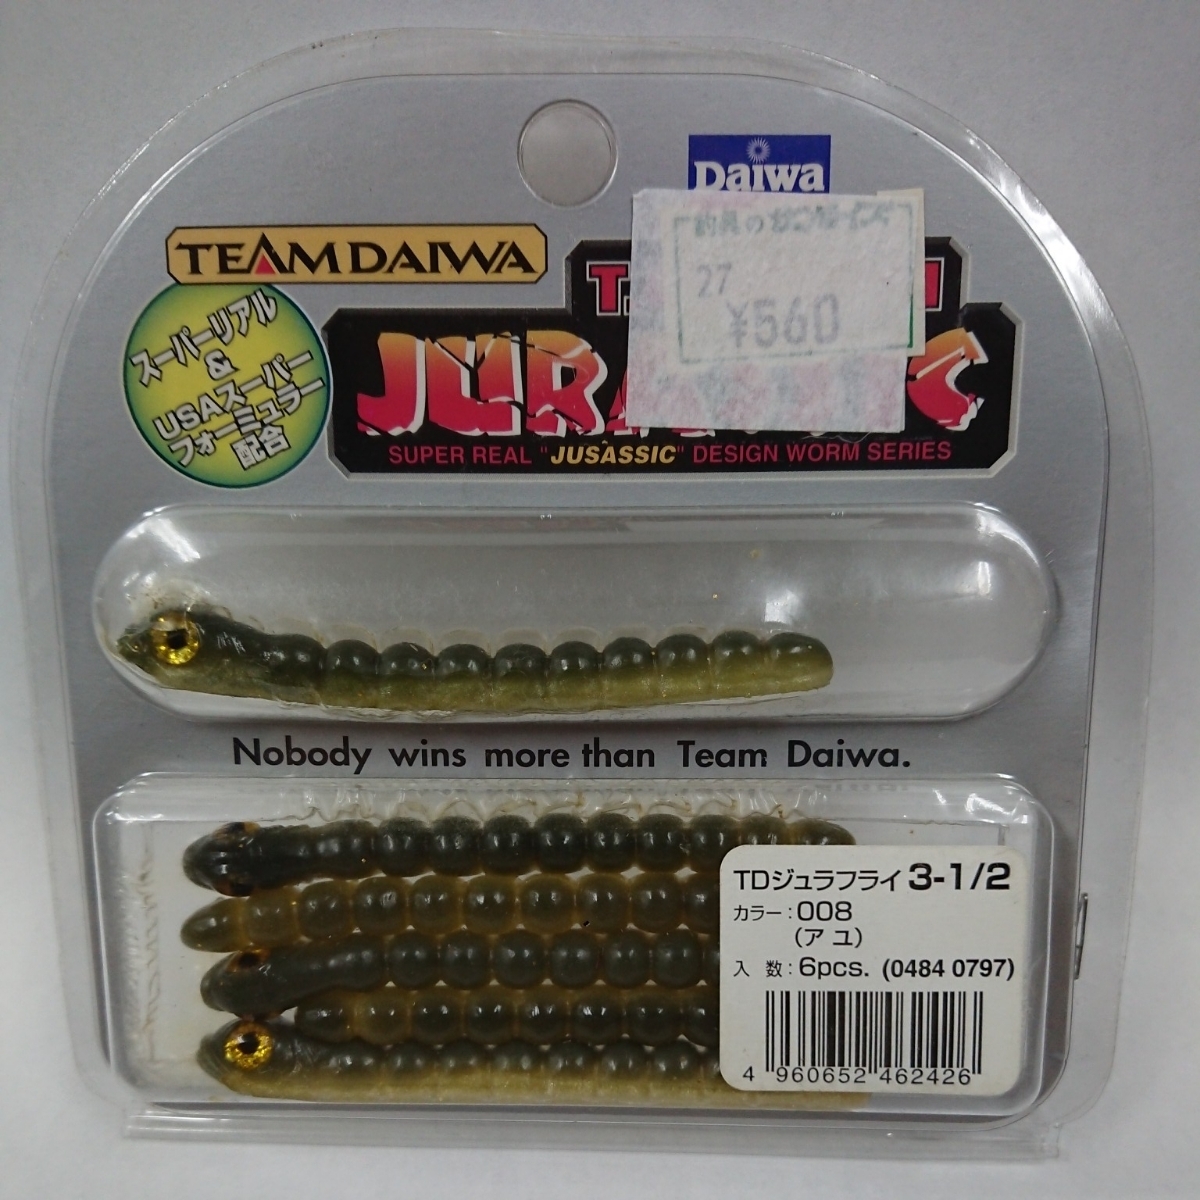 Daiwa
TEAM DAIWA
スーパーリアル
&
USAスーパー
フォーミュラー
配合
釣具の
27
¥560
SUPER REAL "JUSASSIC" DESIGN WORM SERIES
Nobody wins more than Team Daiwa.
TDジュラフライ 3-1/2
カラー:008
(アユ)
入 数:6pcs. (0484 0797)
4 960652 462426